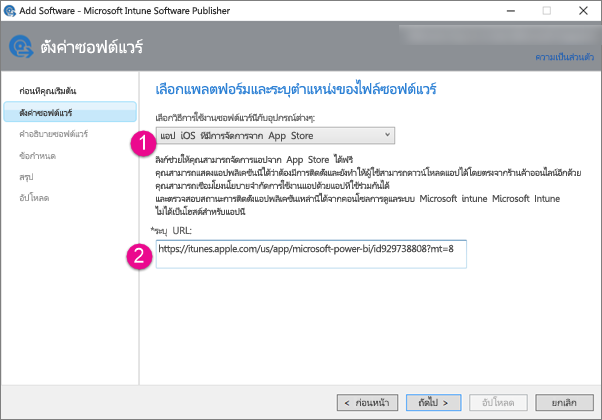 Add Software - Microsoft Intune Software Publisher
ตั้งค่าซอฟต์แวร์
ความเป็นส่วนตัว
ก่อนที่คุณเริ่มต้น
ตั้งค่าซอฟต์แวร์
คำอธิบายซอฟต์แวร์
ข้อกำหนด
สรุป
อัปโหลด
เลือกแพลตฟอร์มและระบุตำแหน่งของไฟล์ซอฟต์แวร์
เลือกวิธีการใช้งานซอฟต์แวร์นี้กับอุปกรณ์ต่างๆ:
1
แอป iOS ที่มีการจัดการจาก App Store
ลิงก์ช่วยให้คุณสามารถจัดการแอปจาก App Store ได้ฟรี
คุณสามารถแสดงแอปพลิเคชันนี้ได้ว่าต้องมีการติดตั้งและยังทำให้ผู้ใช้สามารถดาวน์โหลดแอปได้โดยตรงจากร้านค้าออนไลน์อีกด้วย
คุณสามารถเชื่อมโยงนโยบายจำกัดการใช้งานแอปด้วยแอปที่ใช้ร่วมกันได้
และตรวจสอบสถานะการติดตั้งแอปพลิเคชันเหล่านี้ได้จากคอนโซลการดูแลระบบ Microsoft intune Microsoft Intune
ไม่ได้เป็นโฮสต์สำหรับแอปนี้
*ระบุ URL:
2
https://itunes.apple.com/us/app/microsoft-power-bi/id929738808?mt=8
< ก่อนหน้า
ถัดไป >
อัปโหลด
ยกเลิก